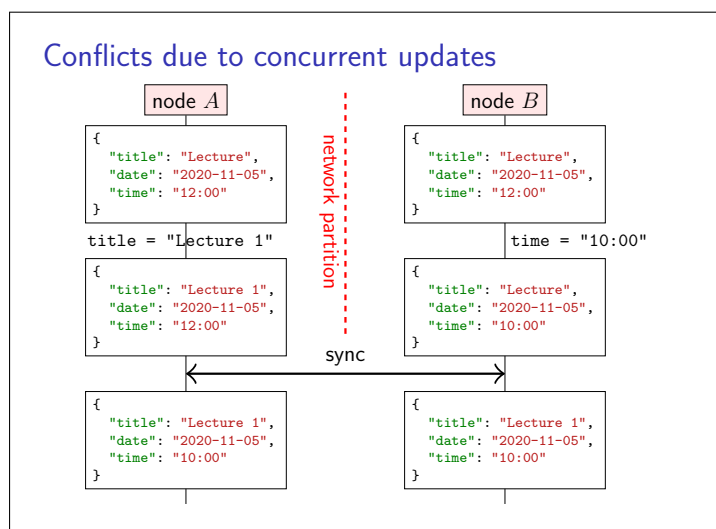 Conflicts due to concurrent updates
node A
node B
network partition
{
"title": "Lecture",
"date": "2020-11-05",
"time": "12:00"
}
{
"title": "Lecture",
"date": "2020-11-05",
"time": "12:00"
}
title = "Lecture 1"
time = "10:00"
{
"title": "Lecture 1",
"date": "2020-11-05",
"time": "12:00"
}
{
"title": "Lecture",
"date": "2020-11-05",
"time": "10:00"
}
sync
{
"title": "Lecture 1",
"date": "2020-11-05",
"time": "10:00"
}
{
"title": "Lecture 1",
"date": "2020-11-05",
"time": "10:00"
}